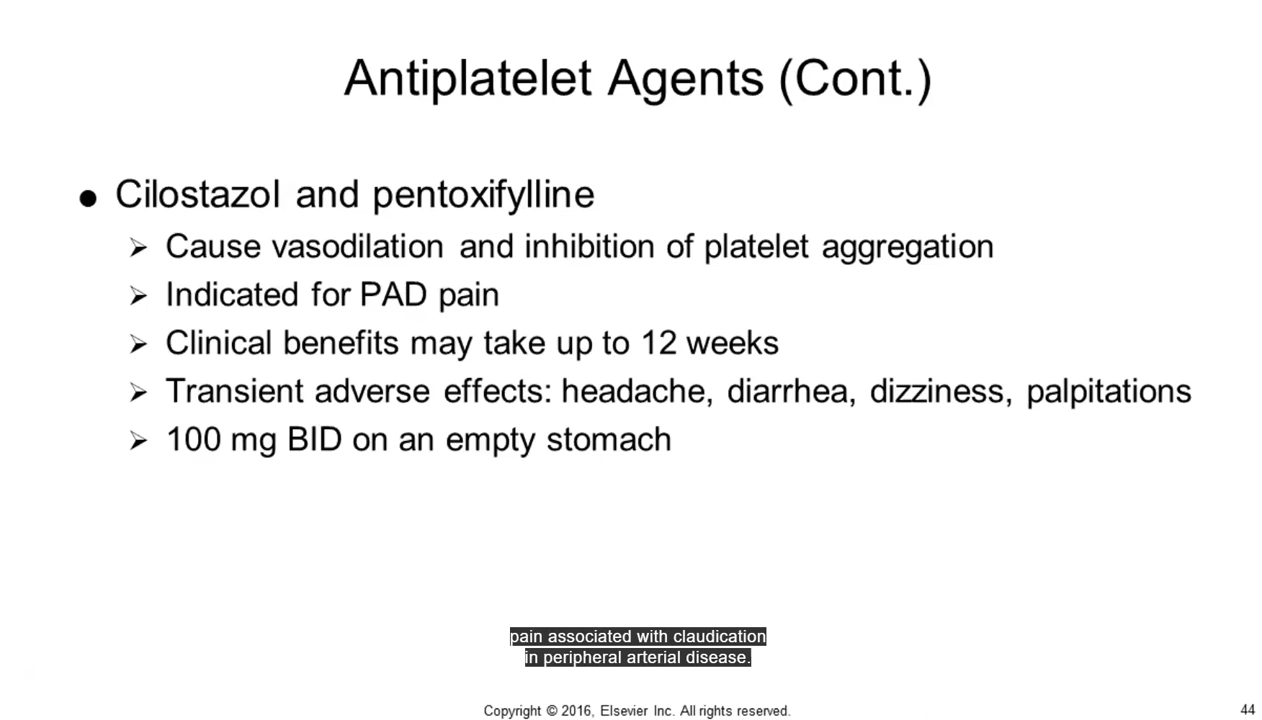 Antiplatelet Agents (Cont.)
● Cilostazol and pentoxifylline
➢ Cause vasodilation and inhibition of platelet aggregation
➢ Indicated for PAD pain
➢ Clinical benefits may take up to 12 weeks
➢ Transient adverse effects: headache, diarrhea, dizziness, palpitations
➢ 100 mg BID on an empty stomach
pain associated with claudication
in peripheral arterial disease.
Copyright © 2016, Elsevier Inc. All rights reserved.
44